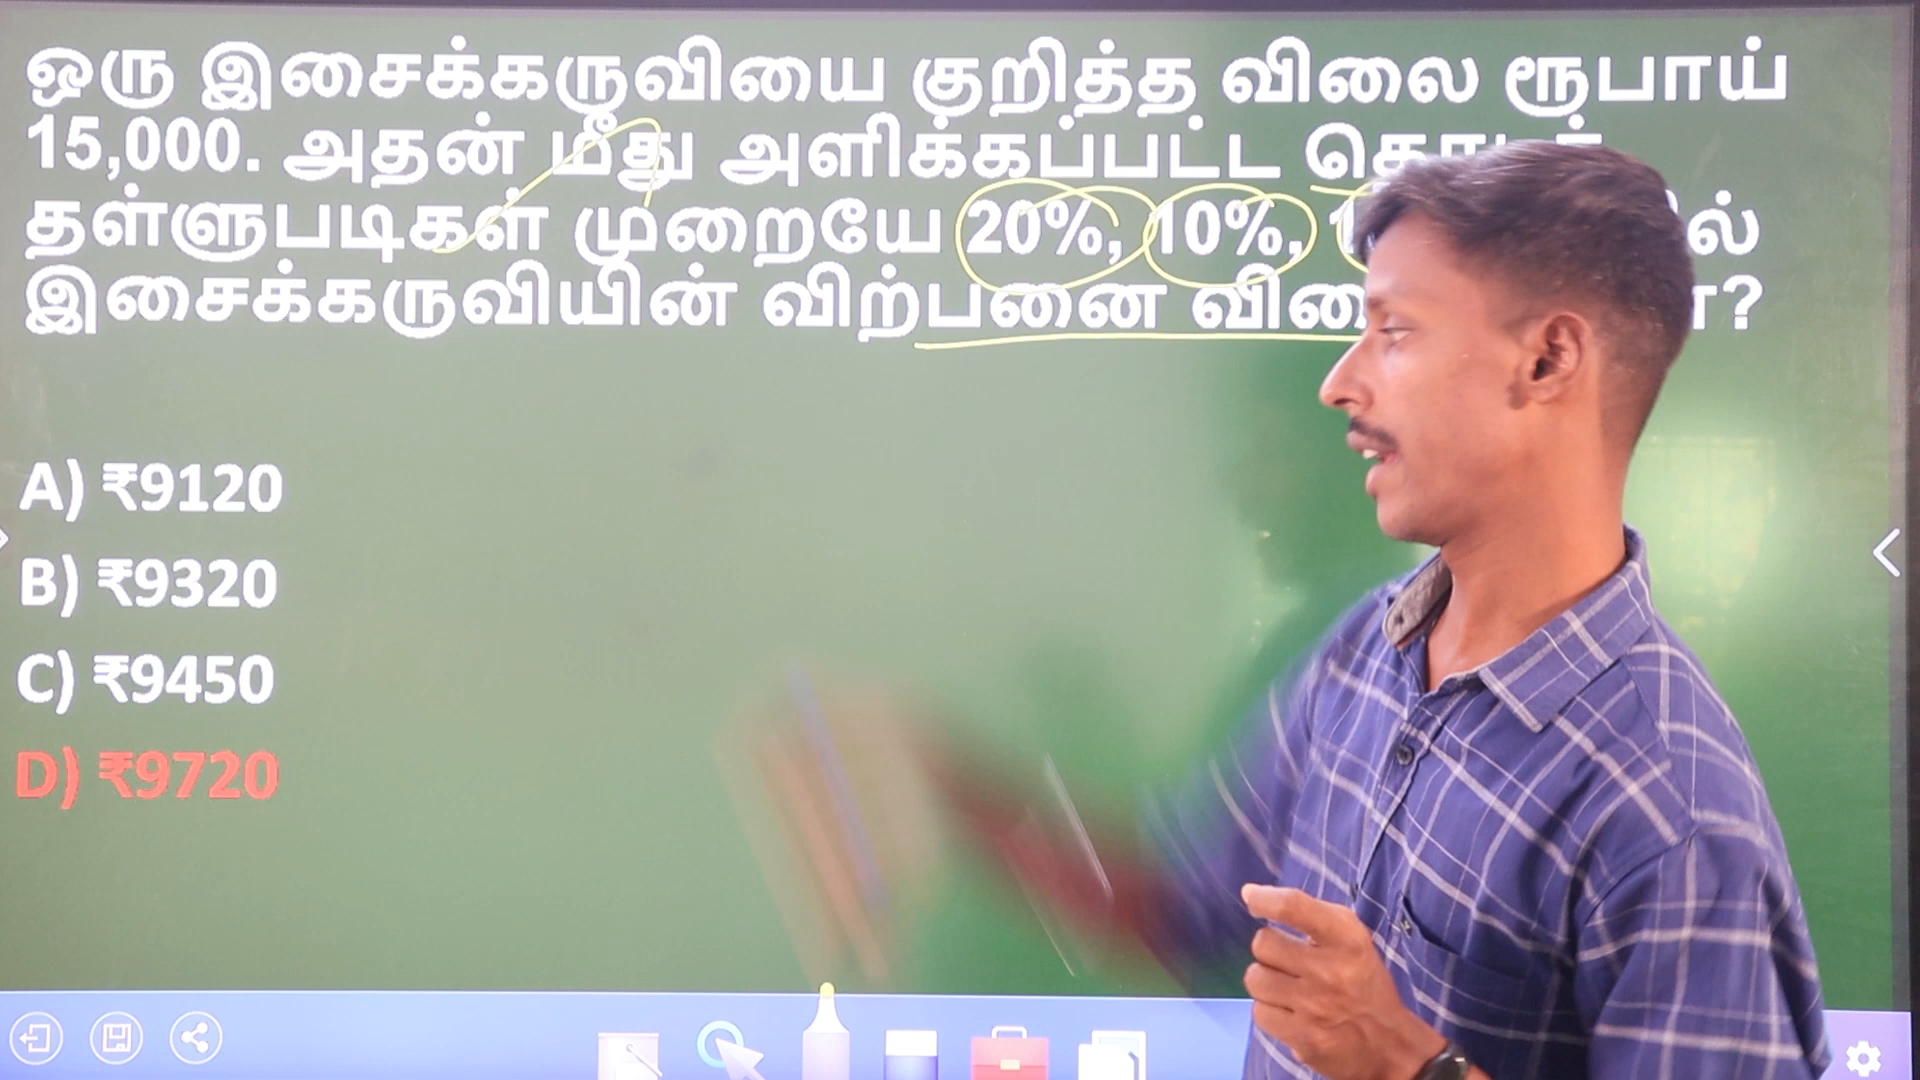 ஒரு இசைக்கருவியை குறித்த விலை ரூபாய்
15,000. அதன் மீது அளிக்கப்பட்ட
தள்ளுபடிகள் முறையே 20%, 10%,
இசைக்கருவியின் விற்பனை
A) ₹9120
B) ₹9320
C) ₹9450
D) ₹9720